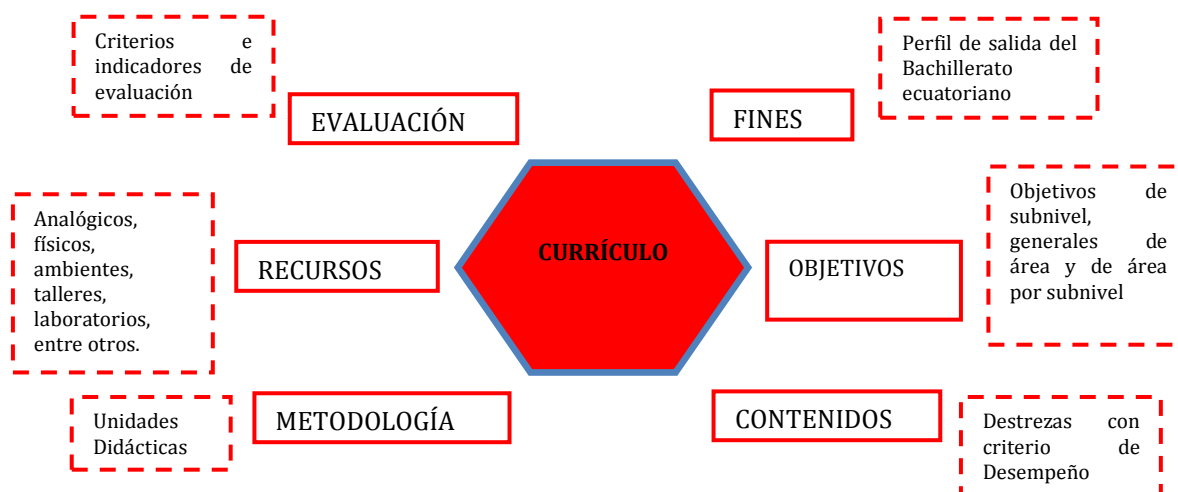 Criterios e
indicadores de
evaluación
EVALUACIÓN
FINES
Perfil de salida del
Bachillerato
ecuatoriano
Analógicos,
físicos,
ambientes,
talleres,
laboratorios,
entre otros.
RECURSOS
CURRÍCULO
OBJETIVOS
Objetivos de
subnivel,
generales de
área y de área
por subnivel
Unidades
Didácticas
METODOLOGÍA
CONTENIDOS
Destrezas con
criterio de
Desempeño